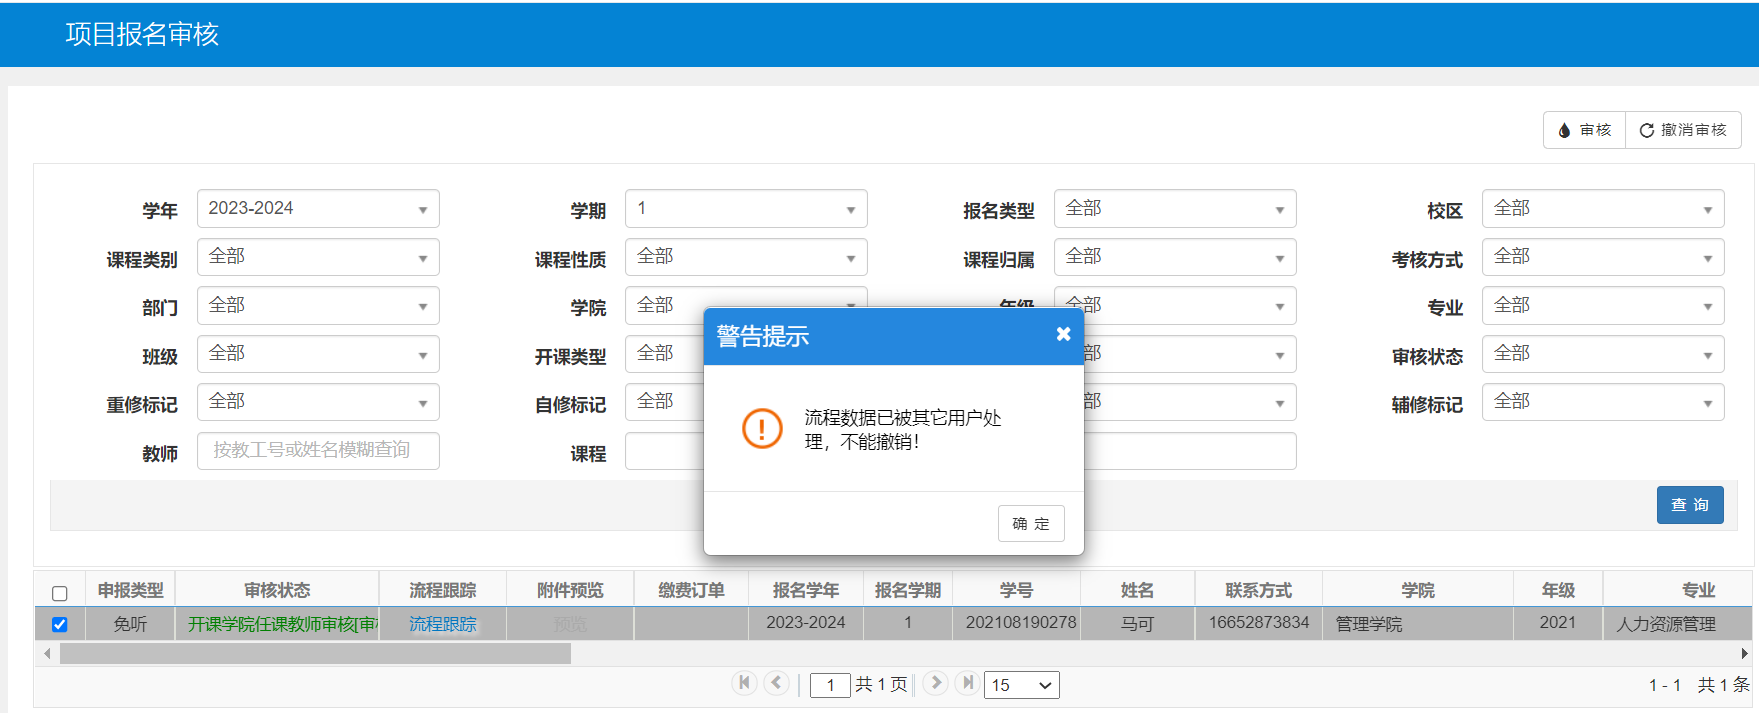 项目报名审核
审核 撤消审核
学年 2023-2024 学期 1 报名类型 全部 校区 全部
课程类别 全部 课程性质 全部 课程归属 全部 考核方式 全部
部门 全部 学院 全部 年级 全部 专业 全部
班级 全部 开课类型 全部 部 审核状态 全部
重修标记 全部 自修标记 全部 部 辅修标记 全部
教师 按教工号或姓名模糊查询 课程
查 询
警告提示
流程数据已被其它用户处
理，不能撤销！
确 定
申报类型 审核状态 流程跟踪 附件预览 缴费订单 报名学年 报名学期 学号 姓名 联系方式 学院 年级 专业
免听 开课学院任课教师审核[审 流程跟踪 预览 2023-2024 1 202108190278 马可 16652873834 管理学院 2021 人力资源管理
1 共 1 页 15 1 - 1 共 1 条